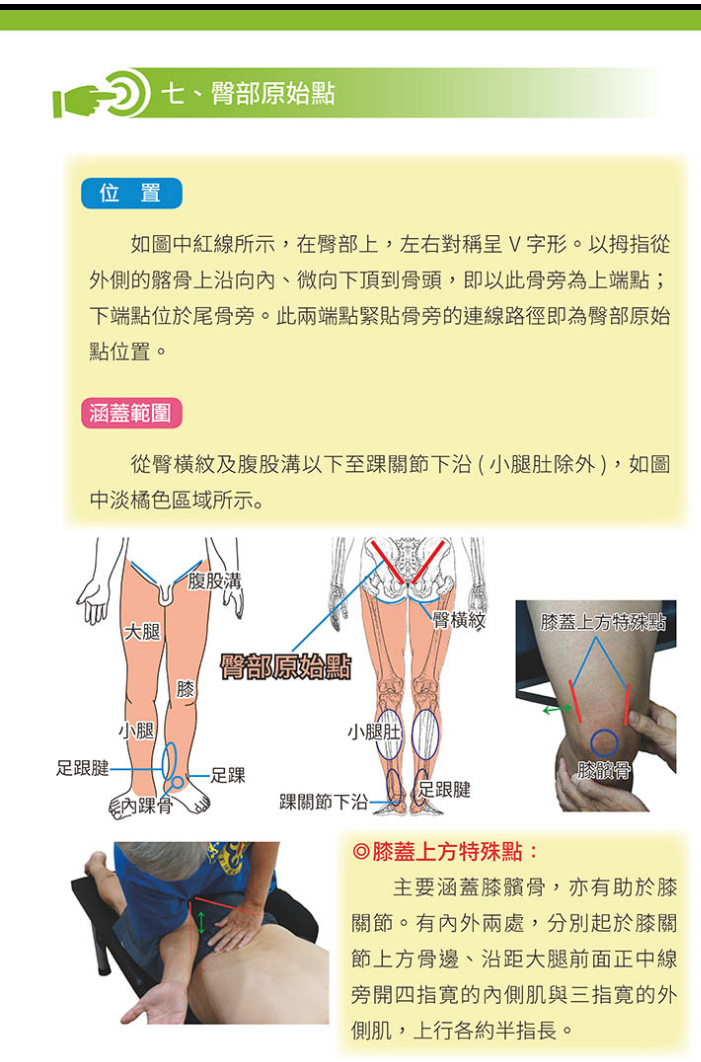 七、臀部原始點
位 置
如圖中紅線所示，在臀部上，左右對稱呈 V 字形。以拇指從
外側的髂骨上沿向內、微向下頂到骨頭，即以此骨旁為上端點；
下端點位於尾骨旁。此兩端點緊貼骨旁的連線路徑即為臀部原始
點位置。
涵蓋範圍
從臀橫紋及腹股溝以下至踝關節下沿 ( 小腿肚除外 )，如圖
中淡橘色區域所示。
腹股溝
大腿
膝
小腿
足跟腱
足踝
內踝骨
臀橫紋
臀部原始點
小腿肚
足跟腱
踝關節下沿
膝蓋上方特殊點
膝髕骨
◎膝蓋上方特殊點：
主要涵蓋膝髕骨，亦有助於膝
關節。有內外兩處，分別起於膝關
節上方骨邊、沿距大腿前面正中線
旁開四指寬的內側肌與三指寬的外
側肌，上行各約半指長。